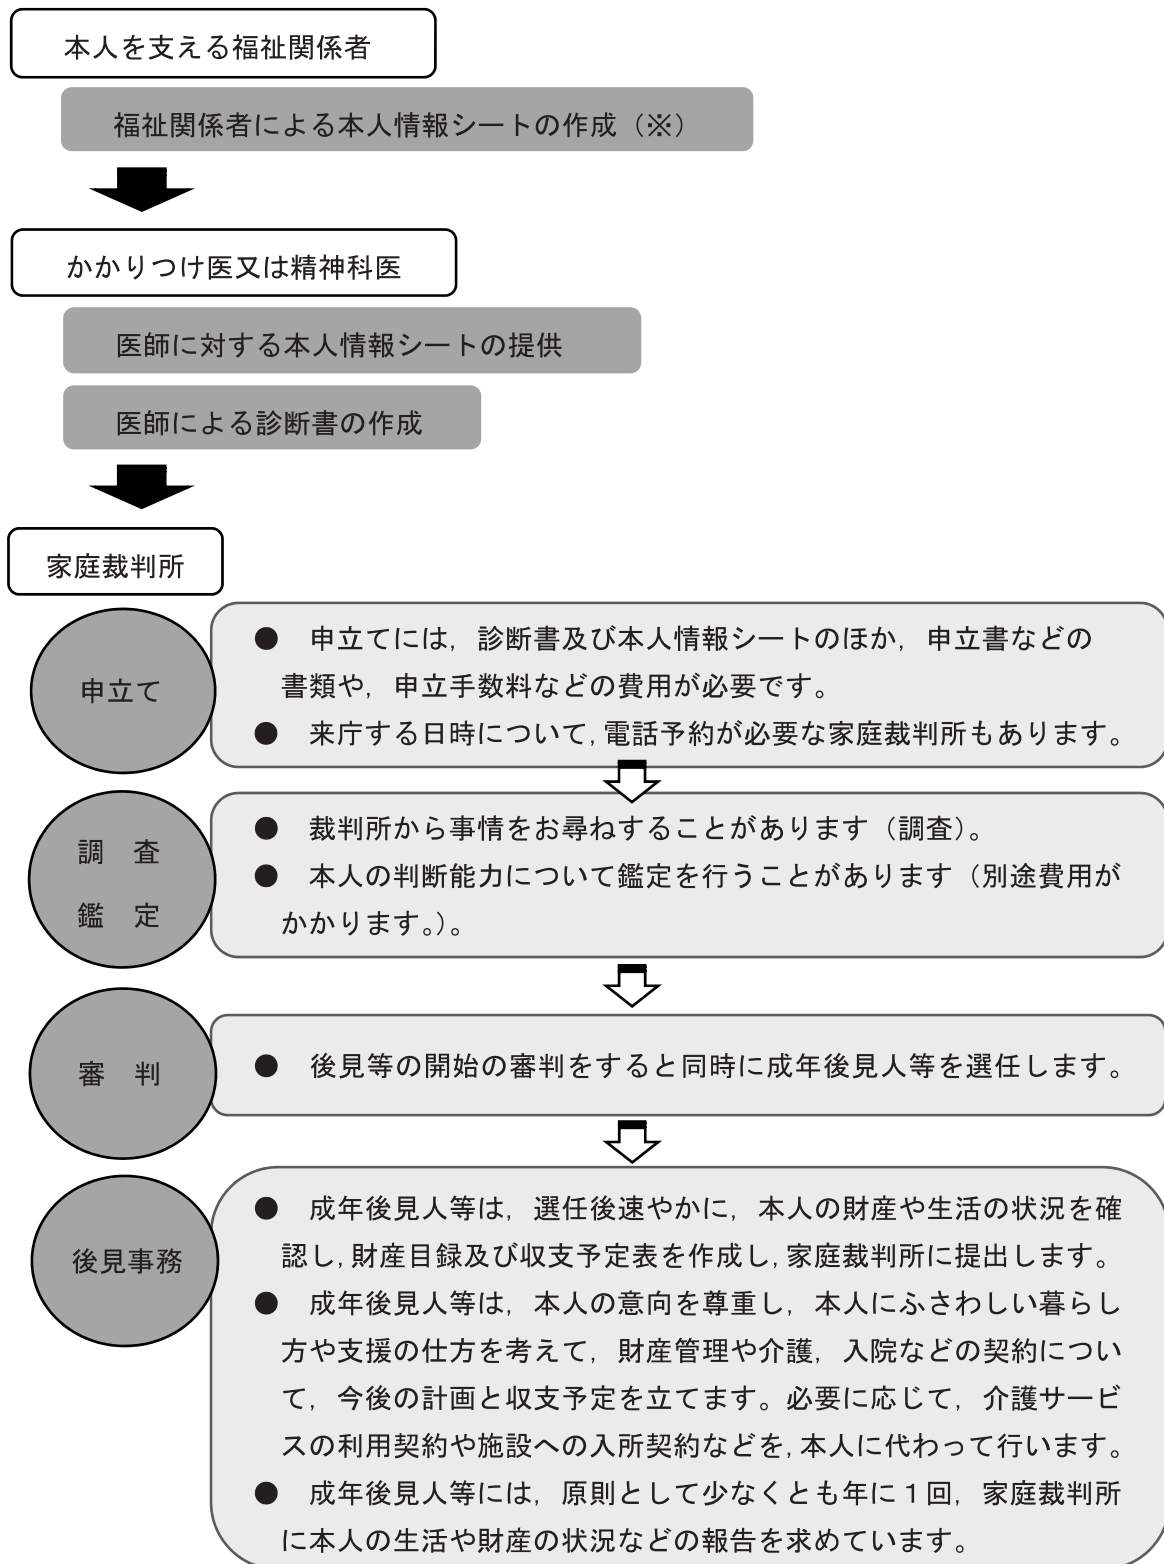 本人を支える福祉関係者
福祉関係者による本人情報シートの作成（※）
かかりつけ医又は精神科医
医師に対する本人情報シートの提供
医師による診断書の作成
家庭裁判所
申立て
●　申立てには，診断書及び本人情報シートのほか，申立書などの
書類や，申立手数料などの費用が必要です。
●　来庁する日時について，電話予約が必要な家庭裁判所もあります。
調　査
鑑　定
●　裁判所から事情をお尋ねすることがあります（調査）。
●　本人の判断能力について鑑定を行うことがあります（別途費用が
かかります。）。
審　判
●　後見等の開始の審判をすると同時に成年後見人等を選任します。
後見事務
●　成年後見人等は，選任後速やかに，本人の財産や生活の状況を確
認し，財産目録及び収支予定表を作成し，家庭裁判所に提出します。
●　成年後見人等は，本人の意向を尊重し，本人にふさわしい暮らし
方や支援の仕方を考えて，財産管理や介護，入院などの契約につい
て，今後の計画と収支予定を立てます。必要に応じて，介護サービ
スの利用契約や施設への入所契約などを，本人に代わって行います。
●　成年後見人等には，原則として少なくとも年に１回，家庭裁判所
に本人の生活や財産の状況などの報告を求めています。